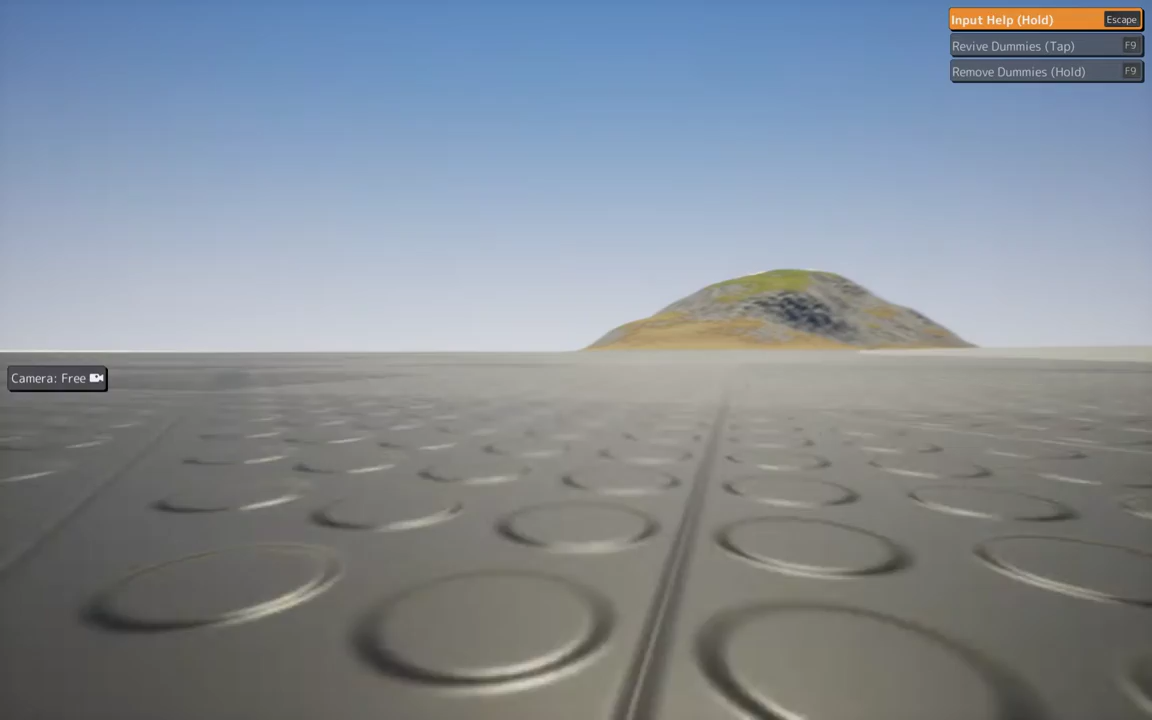 Input Help (Hold) Escape
Revive Dummies (Tap) F9
Remove Dummies (Hold) F9
Camera: Free